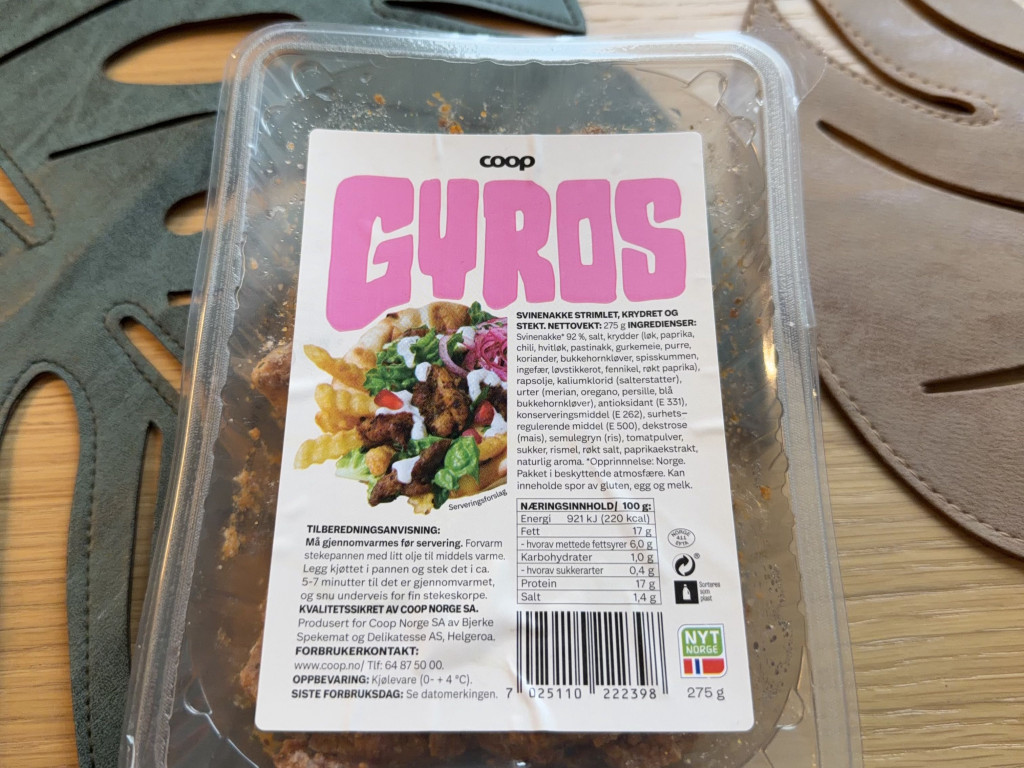 coop
GYROS
SVINENAKKE STRIMLET, KRYDRET OG
STEKT. NETTOVEKT: 275 g INGREDIENSER:
Svinenakke* 92 %, salt, krydder (løk, paprika,
chili, hvitløk, pastinakk, gurkemeie, purre,
koriander, bukkehornkløver, spisskummen,
ingefær, løvstikkerot, fennikel, røkt paprika),
rapsolje, kaliumklorid (salterstatter),
urter (merian, oregano, persille, blå
bukkehornkløver), antioksidant (E 331),
konserveringsmiddel (E 262), surhets-
regulerende middel (E 500), dekstrose
(mais), semulegryn (ris), tomatpulver,
sukker, rismel, røkt salt, paprikaekstrakt,
naturlig aroma. *Opprinnnelse: Norge.
Pakket i beskyttende atmosfære. Kan
inneholde spor av gluten, egg og melk.
Serveringsforslag
NÆRINGSINNHOLD/ 100 g:
Energi 921 kJ (220 kcal)
Fett 17 g
- hvorav mettede fettsyrer 6,0 g
Karbohydrater 1,0 g
- hvorav sukkerarter 0,4 g
Protein 17 g
Salt 1,4 g
TILBEREDNINGSANVISNING:
Må gjennomvarmes før servering. Forvarm
stekepannen med litt olje til middels varme.
Legg kjøttet i pannen og stek det i ca.
5-7 minutter til det er gjennomvarmet,
og snu underveis for fin stekeskorpe.
KVALITETSSIKRET AV COOP NORGE SA.
Produsert for Coop Norge SA av Bjerke
Spekemat og Delikatesse AS, Helgeroa.
FORBRUKERKONTAKT:
www.coop.no/ Tlf: 64 87 50 00.
OPPBEVARING: Kjølevare (0- + 4 °C).
SISTE FORBRUKSDAG: Se datomerkingen.
7 025110 222398
Sorteres
som
plast
NYT
NORGE
275 g